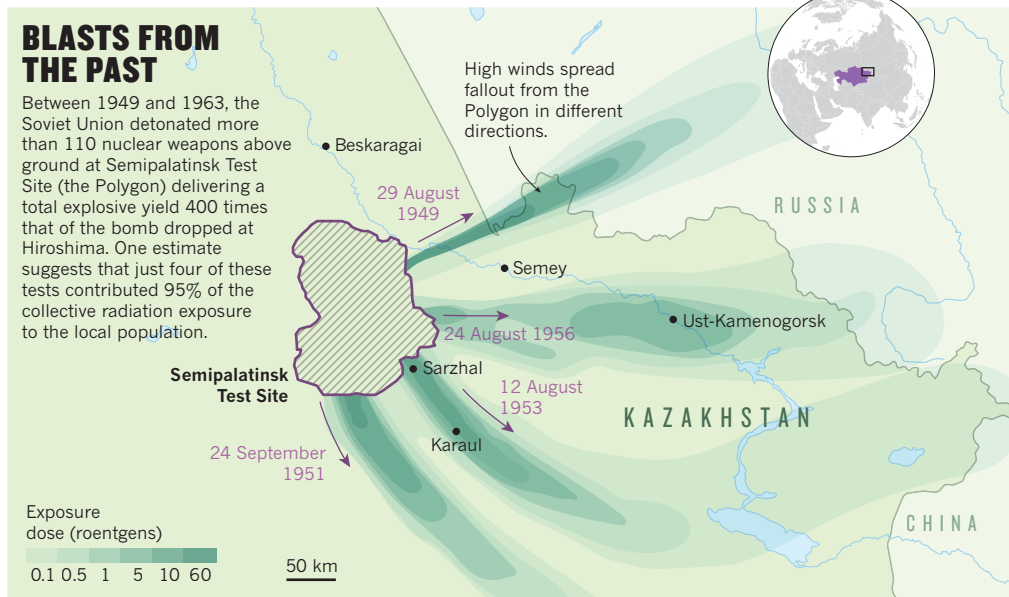 BLASTS FROM
THE PAST
Between 1949 and 1963, the
Soviet Union detonated more
than 110 nuclear weapons above
ground at Semipalatinsk Test
Site (the Polygon) delivering a
total explosive yield 400 times
that of the bomb dropped at
Hiroshima. One estimate
suggests that just four of these
tests contributed 95% of the
collective radiation exposure
to the local population.
High winds spread
fallout from the
Polygon in different
directions.
Beskaragai
29 August
1949
RUSSIA
Semey
24 August 1956
Ust-Kamenogorsk
Semipalatinsk
Test Site
Sarzhal
12 August
1953
KAZAKHSTAN
Karaul
24 September
1951
CHINA
Exposure
dose (roentgens)
0.1 0.5 1 5 10 60
50 km